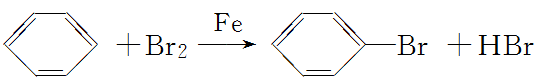 +Br₂ Fe → —Br +HBr